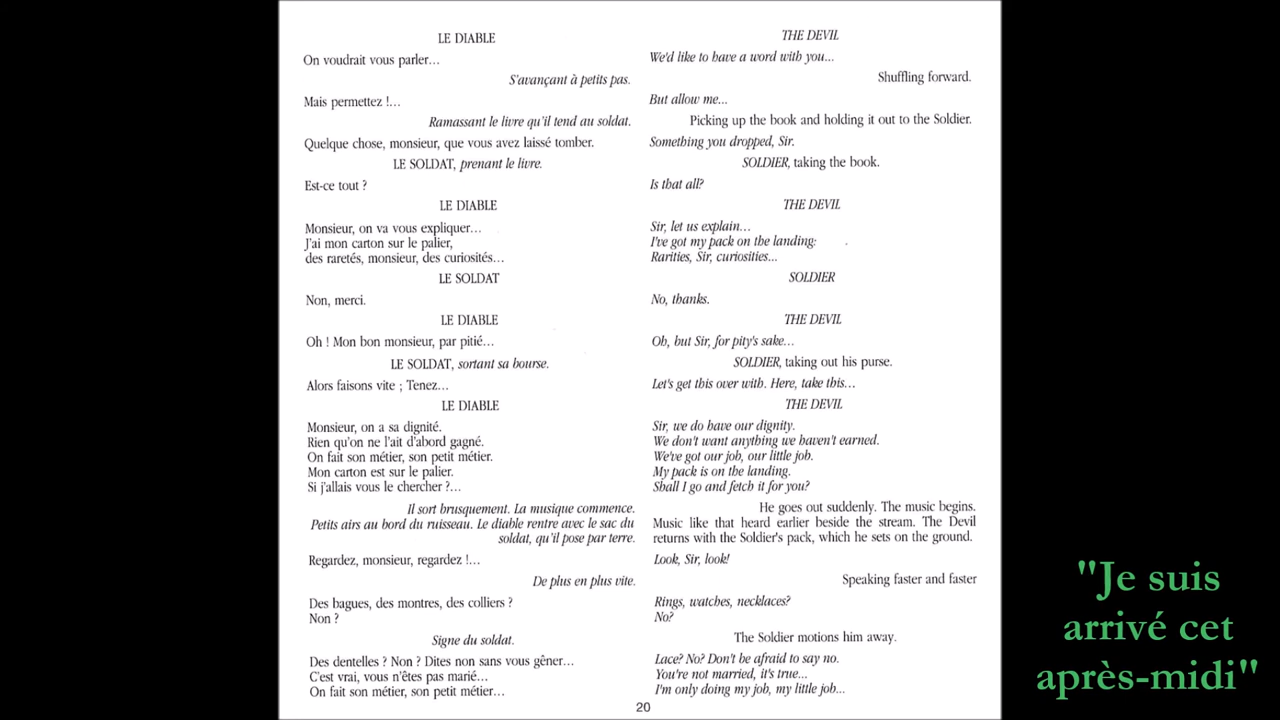 LE DIABLE
On voudrait vous parler…
S'avançant à petits pas.
Mais permettez !…
Ramassant le livre qu'il tend au soldat.
Quelque chose, monsieur, que vous avez laissé tomber.
LE SOLDAT, prenant le livre.
Est-ce tout ?
LE DIABLE
Monsieur, on va vous expliquer…
J'ai mon carton sur le palier,
des raretés, monsieur, des curiosités…
LE SOLDAT
Non, merci.
LE DIABLE
Oh ! Mon bon monsieur, par pitié…
LE SOLDAT, sortant sa bourse.
Alors faisons vite ; Tenez…
LE DIABLE
Monsieur, on a sa dignité.
Rien qu'on ne l'ait d'abord gagné.
On fait son métier, son petit métier.
Mon carton est sur le palier.
Si j'allais vous le chercher ?…
Il sort brusquement. La musique commence.
Petits airs au bord du ruisseau. Le diable rentre avec le sac du
soldat, qu'il pose par terre.
Regardez, monsieur, regardez !…
De plus en plus vite.
Des bagues, des montres, des colliers ?
Non ?
Signe du soldat.
Des dentelles ? Non ? Dites non sans vous gêner…
C'est vrai, vous n'êtes pas marié…
On fait son métier, son petit métier…
THE DEVIL
We'd like to have a word with you...
Shuffling forward.
But allow me...
Picking up the book and holding it out to the Soldier.
Something you dropped, Sir.
SOLDIER, taking the book.
Is that all?
THE DEVIL
Sir, let us explain…
I've got my pack on the landing:
Rarities, Sir, curiosities...
SOLDIER
No, thanks.
THE DEVIL
Oh, but Sir, for pity's sake...
SOLDIER, taking out his purse.
Let's get this over with. Here, take this…
THE DEVIL
Sir, we do have our dignity.
We don't want anything we haven't earned.
We've got our job, our little job.
My pack is on the landing.
Shall I go and fetch it for you?
He goes out suddenly. The music begins.
Music like that heard earlier beside the stream. The Devil
returns with the Soldier's pack, which he sets on the ground.
Look, Sir, look!
Speaking faster and faster
Rings, watches, necklaces?
No?
The Soldier motions him away.
Lace? No? Don't be afraid to say no.
You're not married, it's true...
I'm only doing my job, my little job...
20
"Je suis
arrivé cet
après-midi"